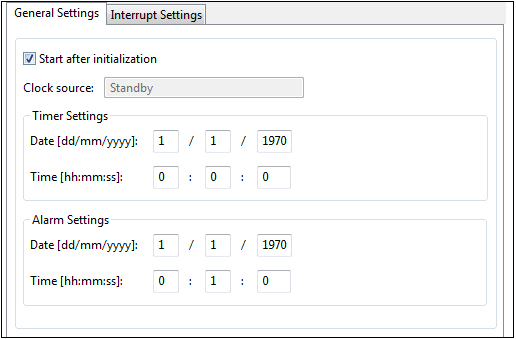 General Settings Interrupt Settings
Start after initialization
Clock source: Standby
Timer Settings
Date [dd/mm/yyyy]: 1 / 1 / 1970
Time [hh:mm:ss]: 0 : 0 : 0
Alarm Settings
Date [dd/mm/yyyy]: 1 / 1 / 1970
Time [hh:mm:ss]: 0 : 1 : 0